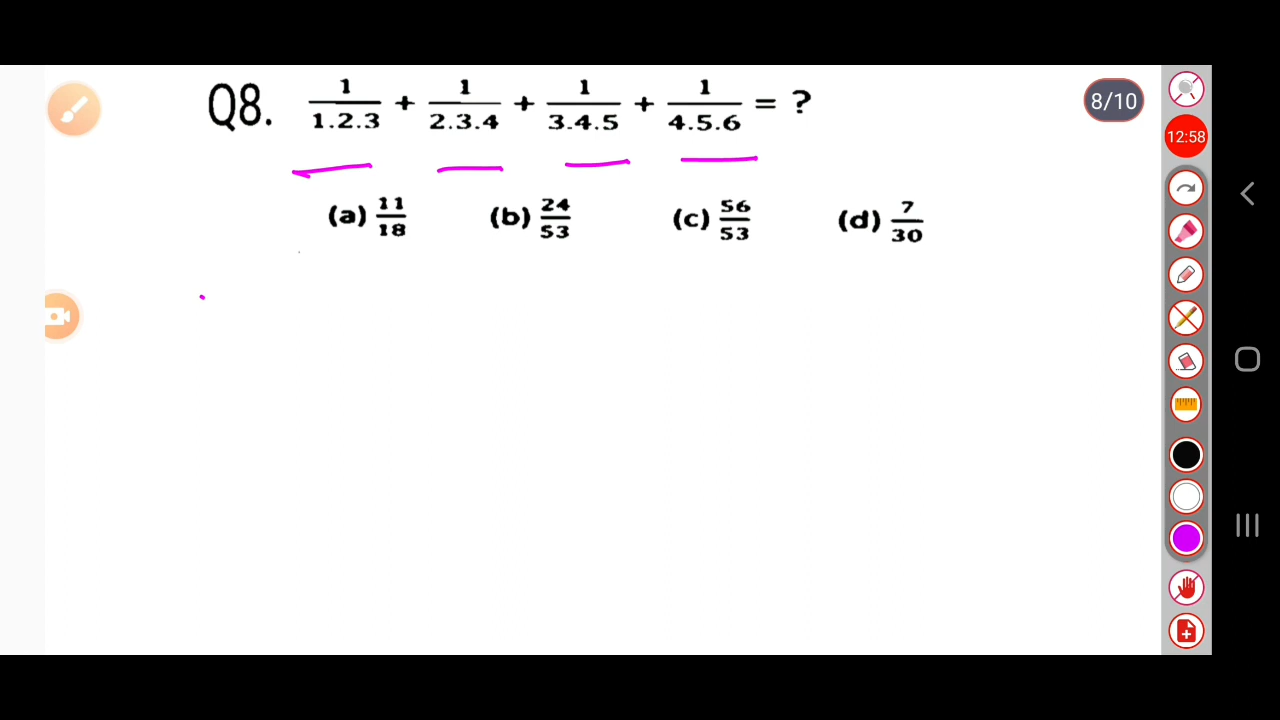 Q8. 1/1.2.3 + 1/2.3.4 + 1/3.4.5 + 1/4.5.6 = ?
8/10
12:58
(a) 11/18 (b) 24/53 (c) 56/53 (d) 7/30